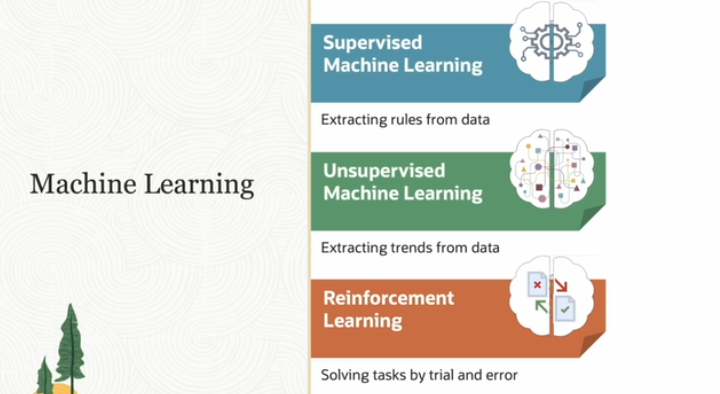 Machine Learning
Supervised
Machine Learning
Extracting rules from data
Unsupervised
Machine Learning
Extracting trends from data
Reinforcement
Learning
Solving tasks by trial and error